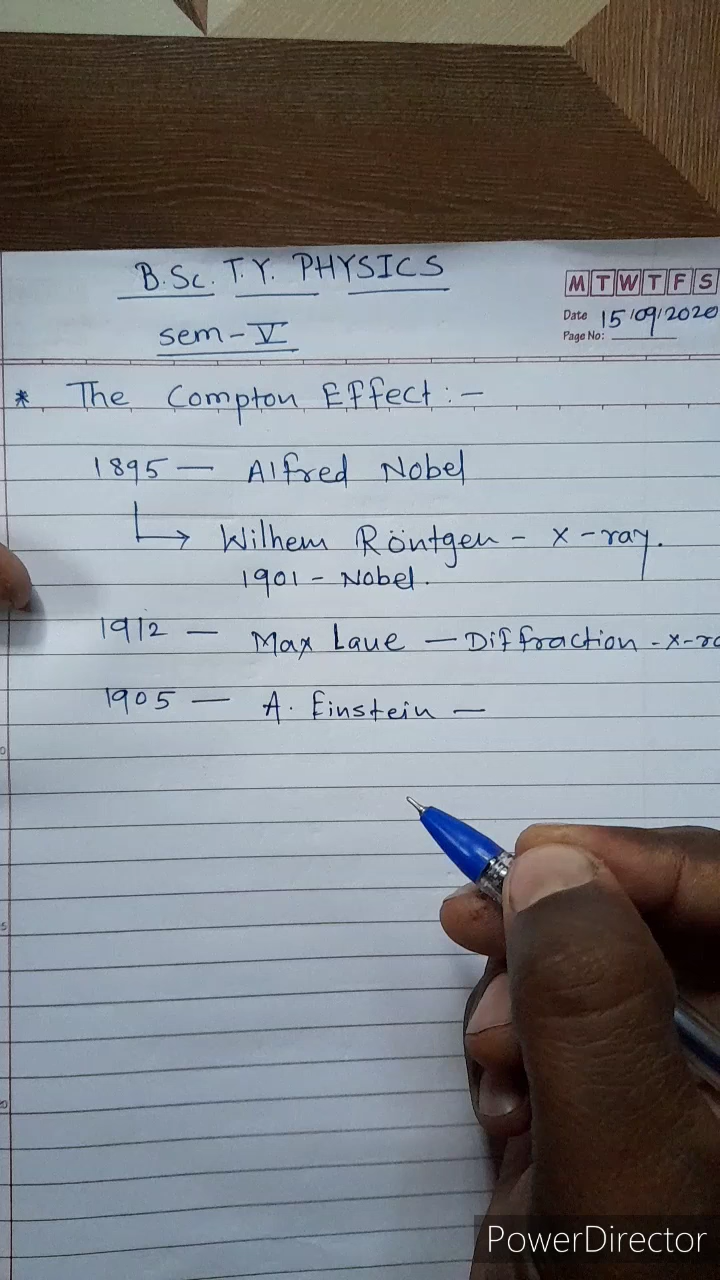 B.Sc. T.Y. PHYSICS
M T W T F S
Date 15/09/2020
Page No:
Sem - V
* The Compton Effect :-
1895 — Alfred Nobel
Wilhem Röntgen - X-ray.
1901 - Nobel.
1912 — Max Laue — Diffraction - x-ra
1905 — A. Einstein —
PowerDirector